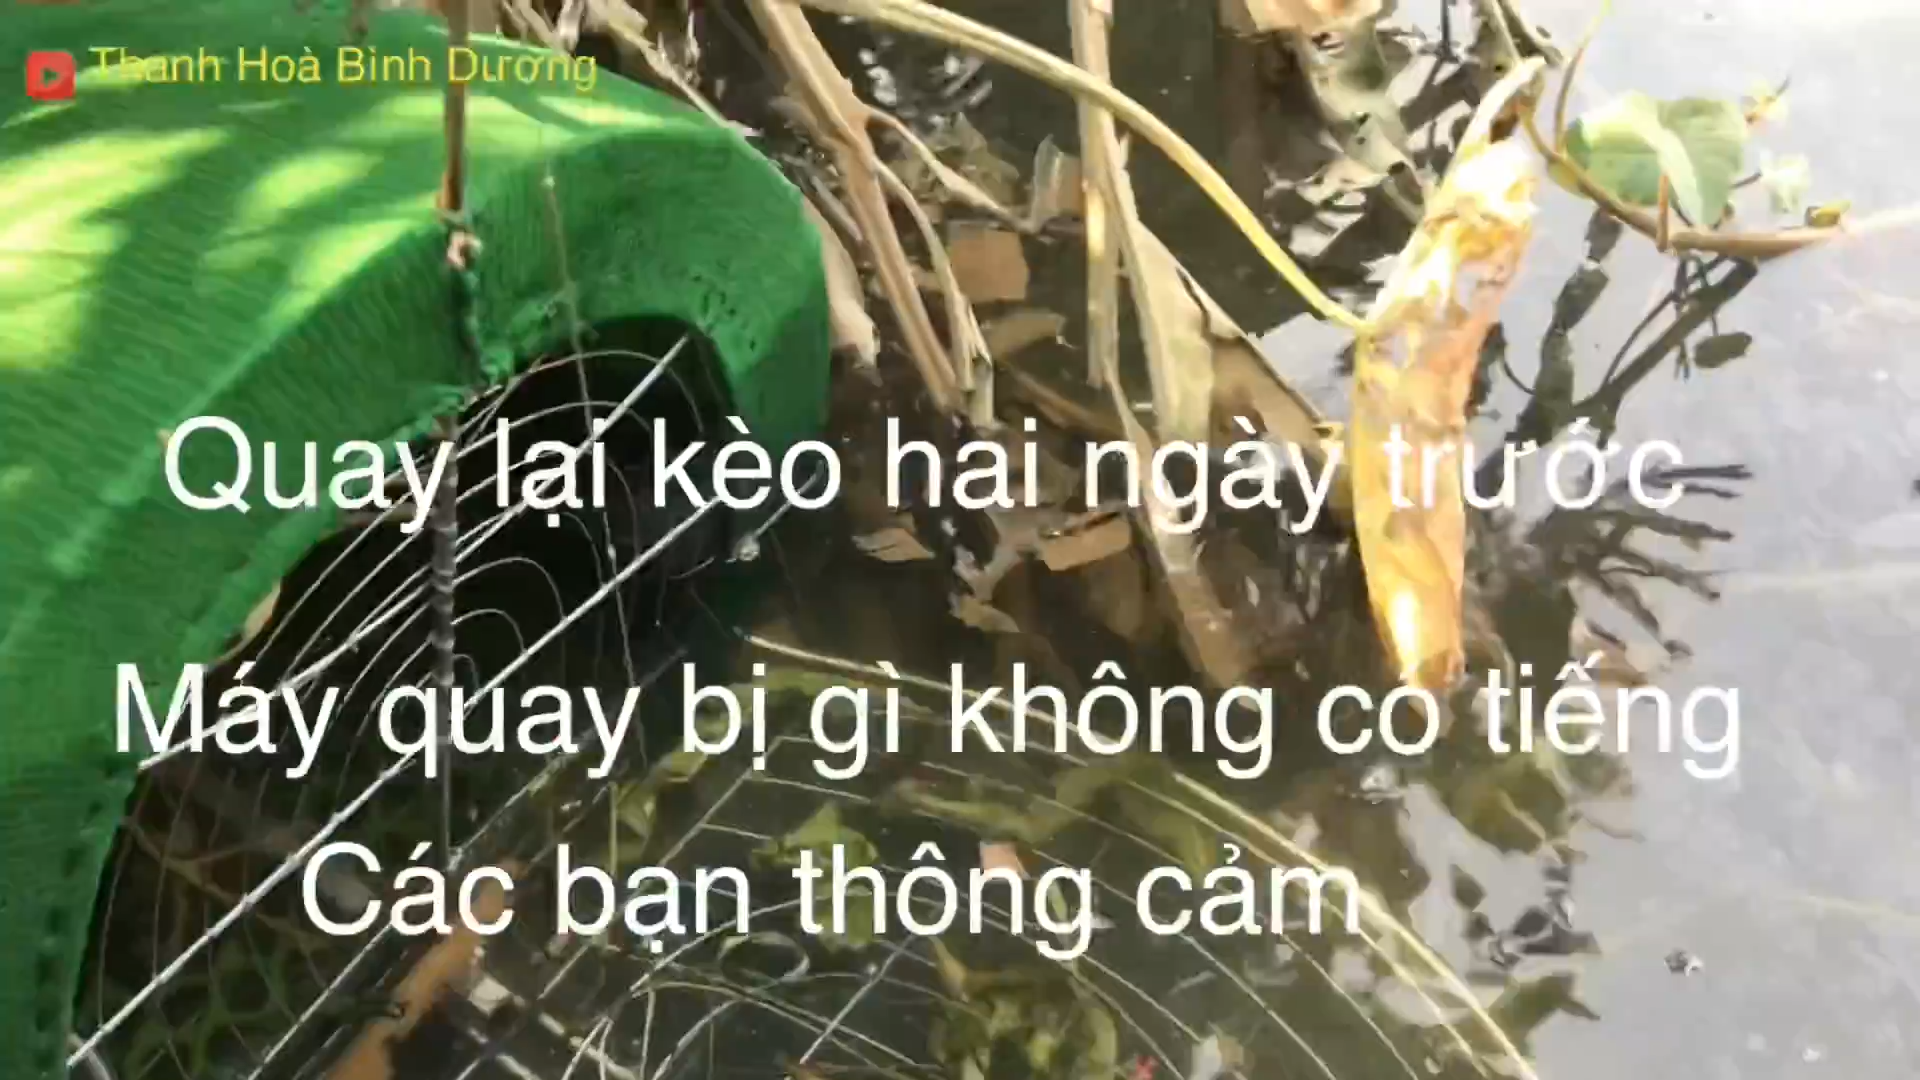 Thanh Hoà Bình Dương
Quay lại kèo hai ngày trước
Máy quay bị gì không có tiếng
Các bạn thông cảm